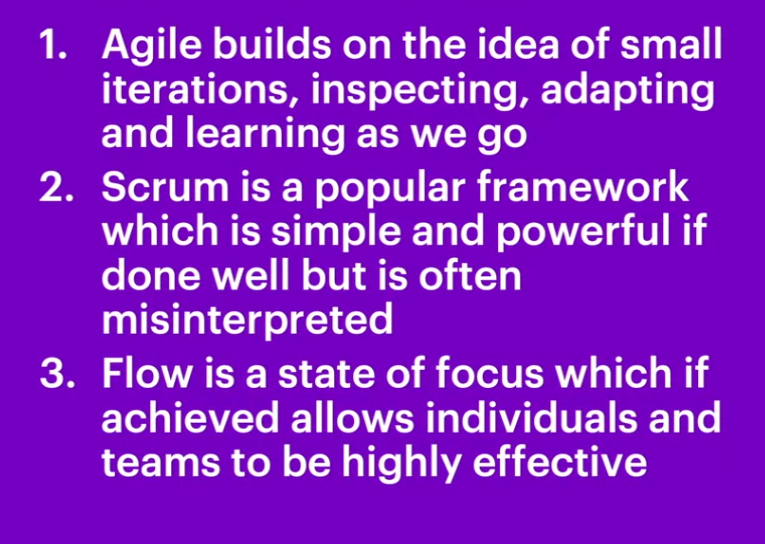 1. Agile builds on the idea of small
iterations, inspecting, adapting
and learning as we go
2. Scrum is a popular framework
which is simple and powerful if
done well but is often
misinterpreted
3. Flow is a state of focus which if
achieved allows individuals and
teams to be highly effective